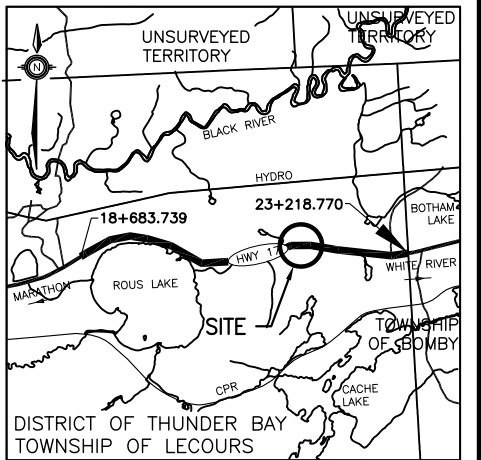 UNSURVEYED
TERRITORY
UNSURVEYED
TERRITORY
N
BLACK RIVER
HYDRO
23+218.770
18+683.739
BOTHAM
LAKE
HWY 17
WHITE RIVER
MARATHON
ROUS LAKE
SITE
TOWNSHIP
OF BOMBY
CPR
CACHE
LAKE
DISTRICT OF THUNDER BAY
TOWNSHIP OF LECOURS